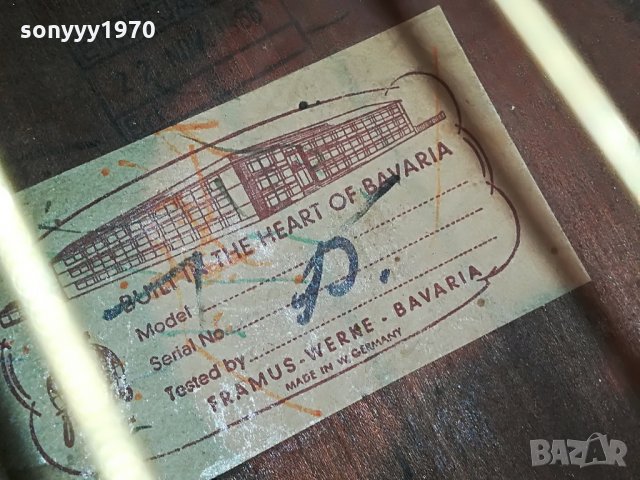 sonyyy1970
BUILT IN THE HEART OF BAVARIA
Model
Serial No.
Tested by
FRAMUS-WERKE-BAVARIA
MADE IN W. GERMANY
BAZAR